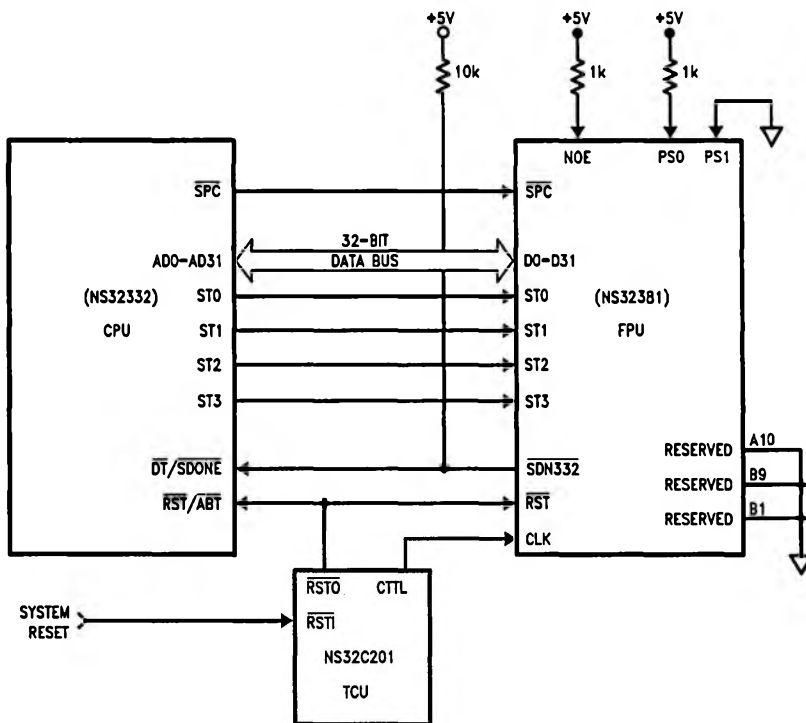 +5V +5V +5V
10k 1k 1k
NOE PS0 PS1
SPC SPC
32-BIT
AD0-AD31 DATA BUS D0-D31
(NS32332) ST0 ST0 (NS32381)
CPU ST1 ST1 FPU
ST2 ST2
ST3 ST3
RESERVED A10
DT/SDONE SDN332
RESERVED B9
RST/ABT RST
RESERVED B1
CLK
RSTO CTTL
SYSTEM
RESET
RSTI
NS32C201
TCU